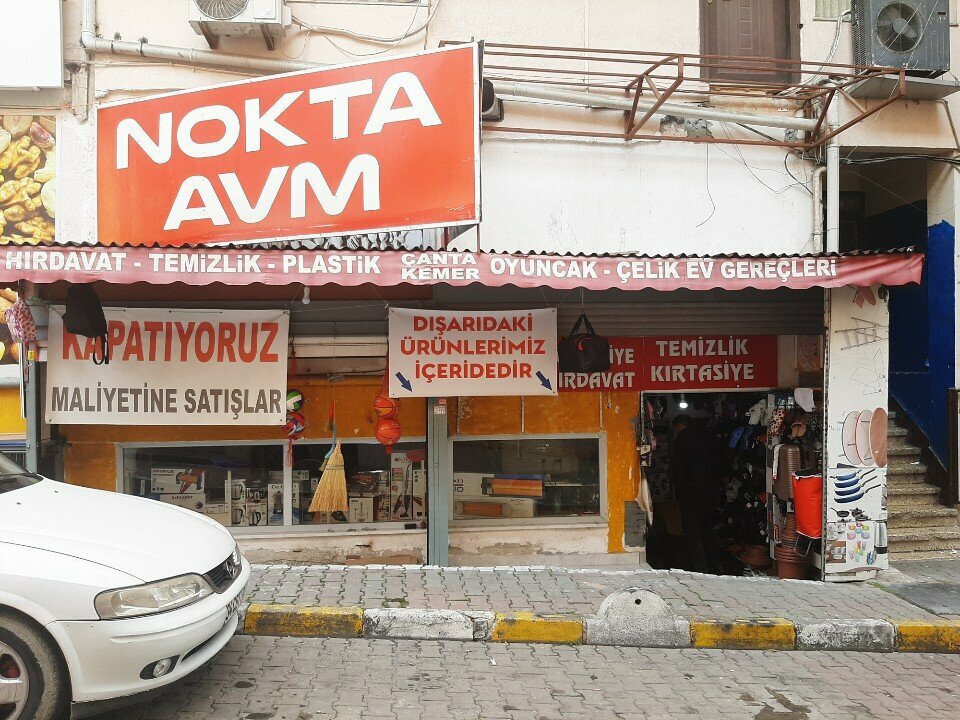 NOKTA
AVM
HIRDAVAT - TEMİZLİK - PLASTİK ÇANTA KEMER OYUNCAK - ÇELİK EV GEREÇLERİ
KAPATIYORUZ
MALİYETİNE SATIŞLAR
DIŞARIDAKİ
ÜRÜNLERİMİZ
İÇERİDEDİR
TEMİZLİK
KIRTASİYE